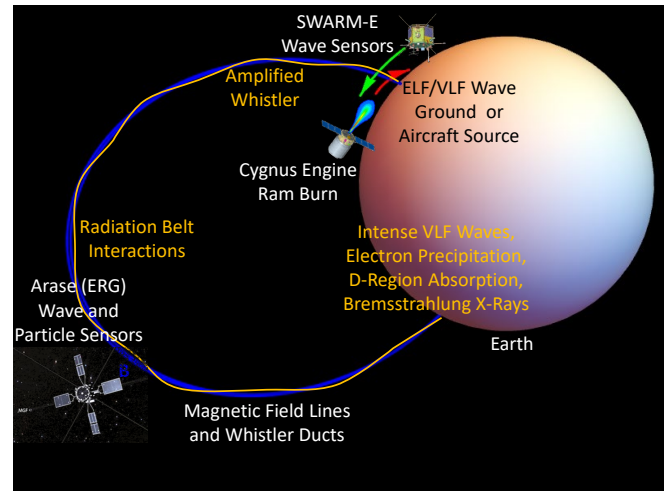 SWARM-E
Wave Sensors
Amplified
Whistler
ELF/VLF Wave
Ground or
Aircraft Source
Cygnus Engine
Ram Burn
Radiation Belt
Interactions
Intense VLF Waves,
Electron Precipitation,
D-Region Absorption,
Bremsstrahlung X-Rays
Arase (ERG)
Wave and
Particle Sensors
Earth
B
MGF
Magnetic Field Lines
and Whistler Ducts